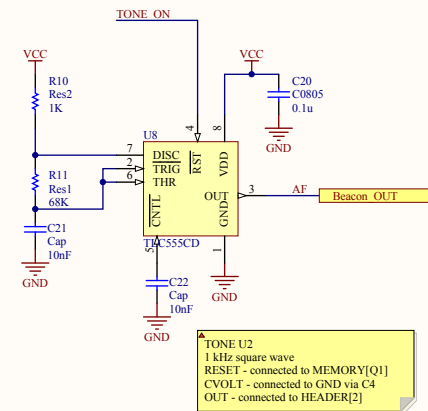 TONE_ON
VCC
R10
Res2
1K
VCC
C20
C0805
0.1u
GND
U8
4
8
7
2
6
DISC
TRIG
THR
RST
VDD
OUT
3
AF
Beacon_OUT
R11
Res1
68K
CNTL
GND
TLC555CD
5
1
C21
Cap
10nF
GND
C22
Cap
10nF
GND
GND
TONE U2
1 kHz square wave
RESET - connected to MEMORY[Q1]
CVOLT - connected to GND via C4
OUT - connected to HEADER[2]